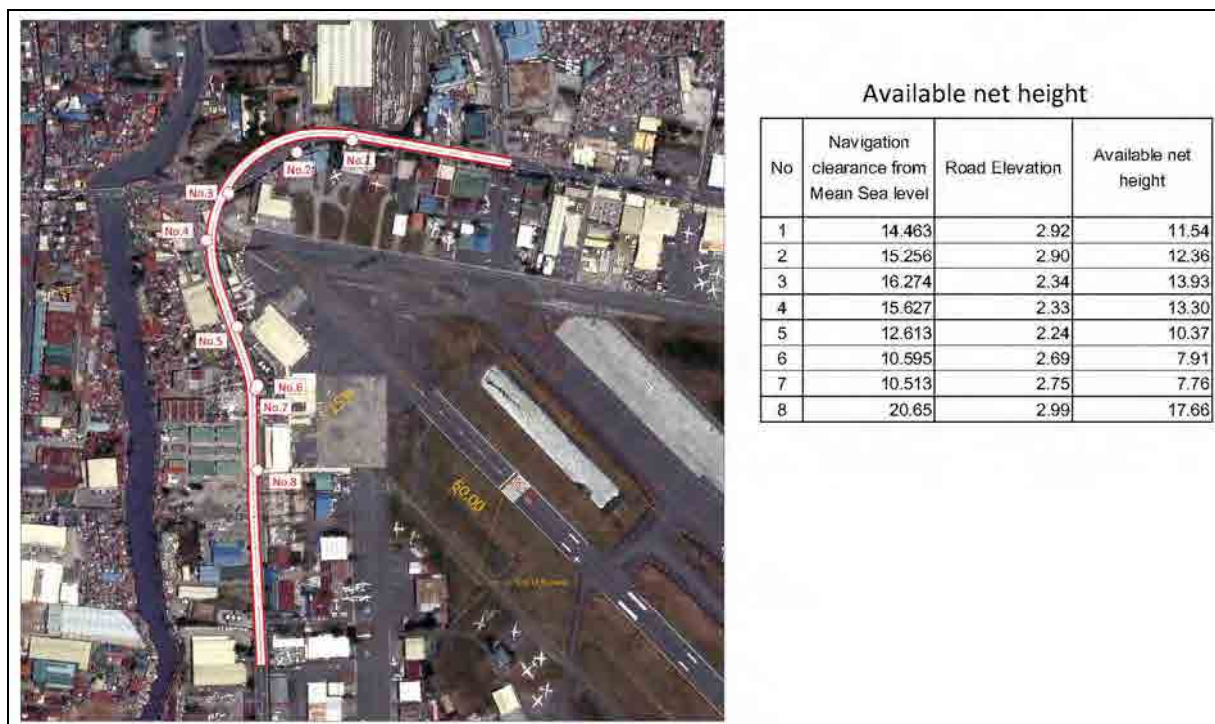 Available net height
No
Navigation
clearance from
Mean Sea level
Road Elevation
Available net
height
1 14.463 2.92 11.54
2 15.256 2.90 12.36
3 16.274 2.34 13.93
4 15.627 2.33 13.30
5 12.613 2.24 10.37
6 10.595 2.69 7.91
7 10.513 2.75 7.76
8 20.65 2.99 17.66
No.1
No.2
No.3
No.4
No.5
No.6
No.7
No.8
60.00